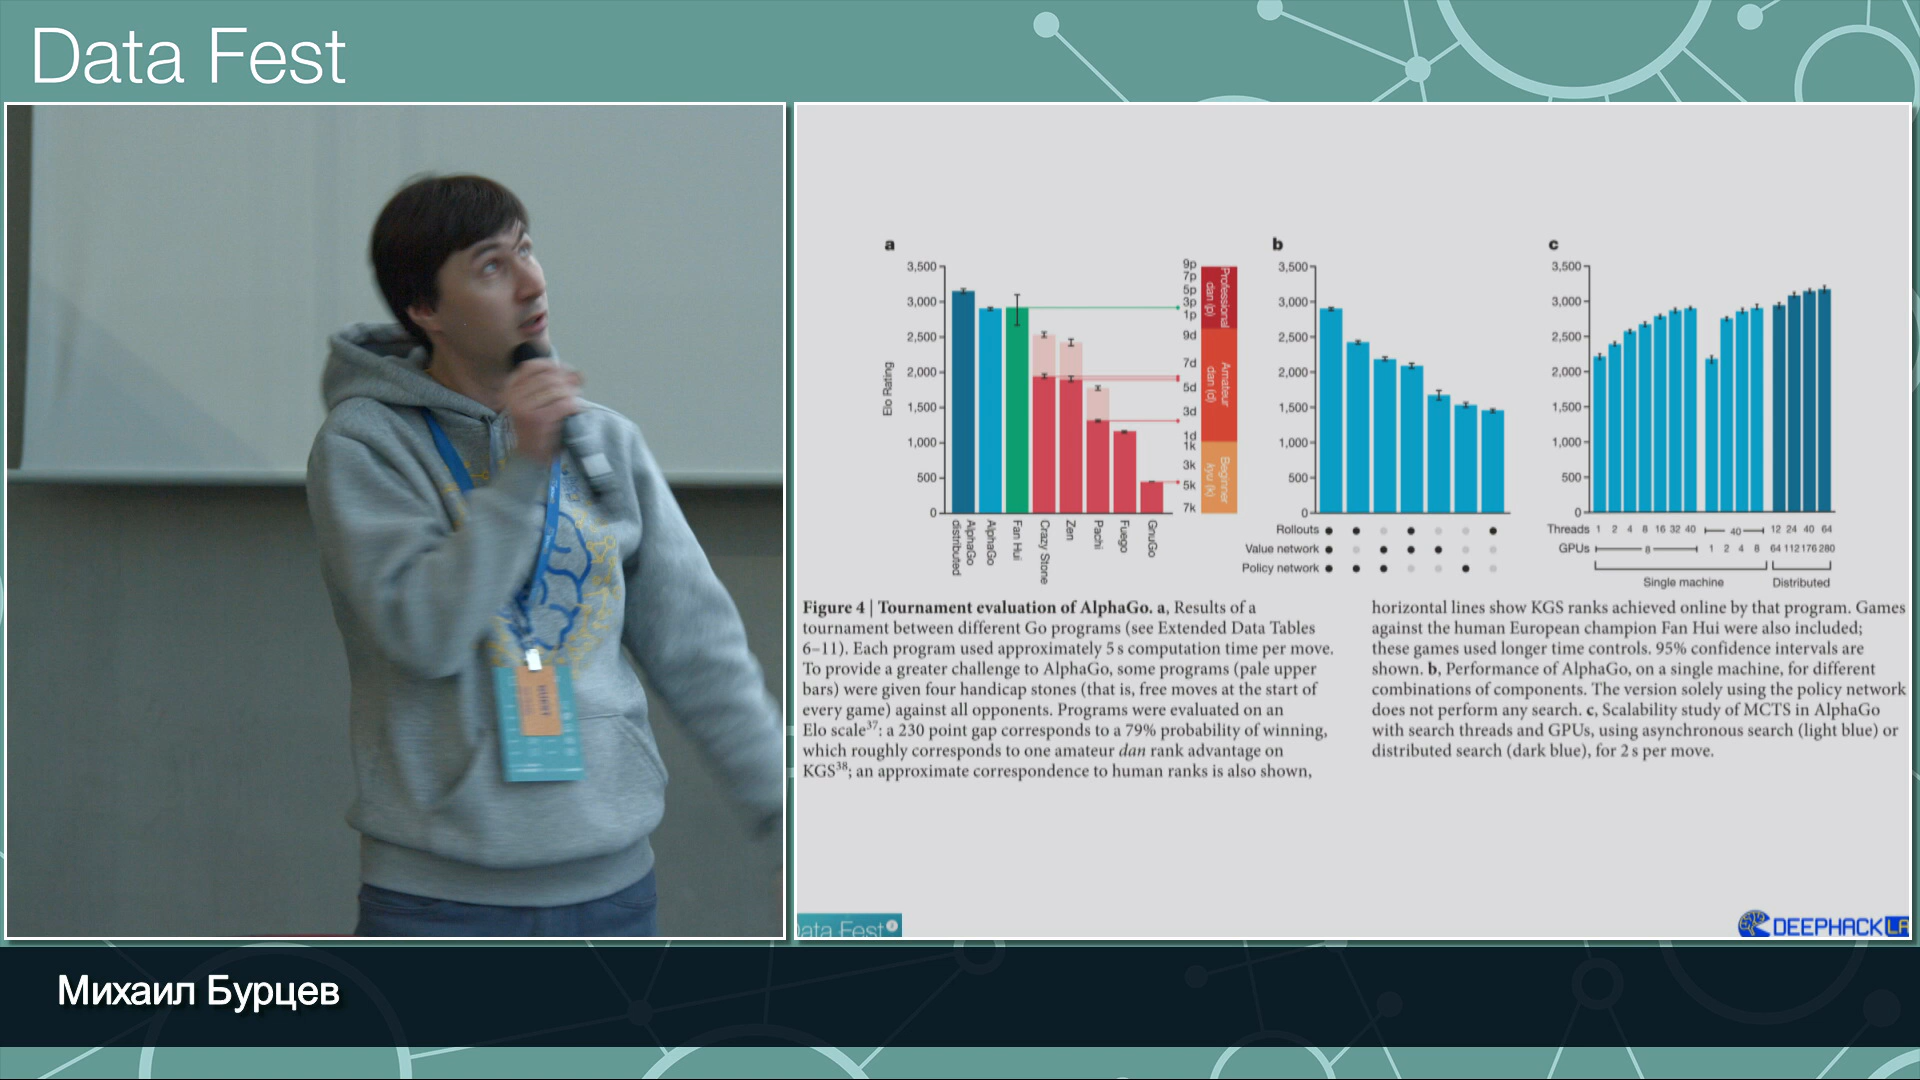 Data Fest
a
3,500
3,000
2,500
2,000
1,500
1,000
500
0
Elo Rating
AlphaGo distributed
AlphaGo
Fan Hui
Crazy Stone
Zen
Pachi
Fuego
GnuGo
9p
7p
5p
3p
1p
9d
7d
5d
3d
1d
1k
3k
5k
7k
Professional dan (p)
Amateur dan (d)
Beginner kyu (k)
b
3,500
3,000
2,500
2,000
1,500
1,000
500
0
Rollouts
Value network
Policy network
c
3,500
3,000
2,500
2,000
1,500
1,000
500
0
Threads 1 2 4 8 16 32 40 40 12 24 40 64
GPUs 8 1 2 4 8 64 112 176 280
Single machine Distributed
Figure 4 | Tournament evaluation of AlphaGo. a, Results of a
tournament between different Go programs (see Extended Data Tables
6–11). Each program used approximately 5 s computation time per move.
To provide a greater challenge to AlphaGo, some programs (pale upper
bars) were given four handicap stones (that is, free moves at the start of
every game) against all opponents. Programs were evaluated on an
Elo scale37: a 230 point gap corresponds to a 79% probability of winning,
which roughly corresponds to one amateur dan rank advantage on
KGS38; an approximate correspondence to human ranks is also shown,
horizontal lines show KGS ranks achieved online by that program. Games
against the human European champion Fan Hui were also included;
these games used longer time controls. 95% confidence intervals are
shown. b, Performance of AlphaGo, on a single machine, for different
combinations of components. The version solely using the policy network
does not perform any search. c, Scalability study of MCTS in AlphaGo
with search threads and GPUs, using asynchronous search (light blue) or
distributed search (dark blue), for 2 s per move.
Data Fest
DEEPHACKLA
Михаил Бурцев